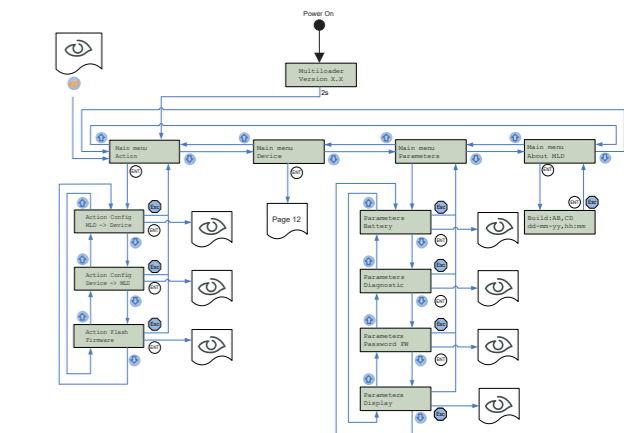 Power On
Multiloader
Version X.X
2s
Main menu
Action
Main menu
Device
Main menu
Parameters
Main menu
About MLD
ENT
ENT
ENT
ENT
ENT
Esc
Esc
Action Config
MLD -> Device
ENT
Page 12
Parameters
Battery
Esc
ENT
Build:AB,CD
dd-mm-yy,hh:mm
Esc
Action Config
Device -> MLD
ENT
Parameters
Diagnostic
Esc
ENT
Esc
Action Flash
Firmware
ENT
Parameters
Password FW
Esc
ENT
Parameters
Display
ENT
Esc